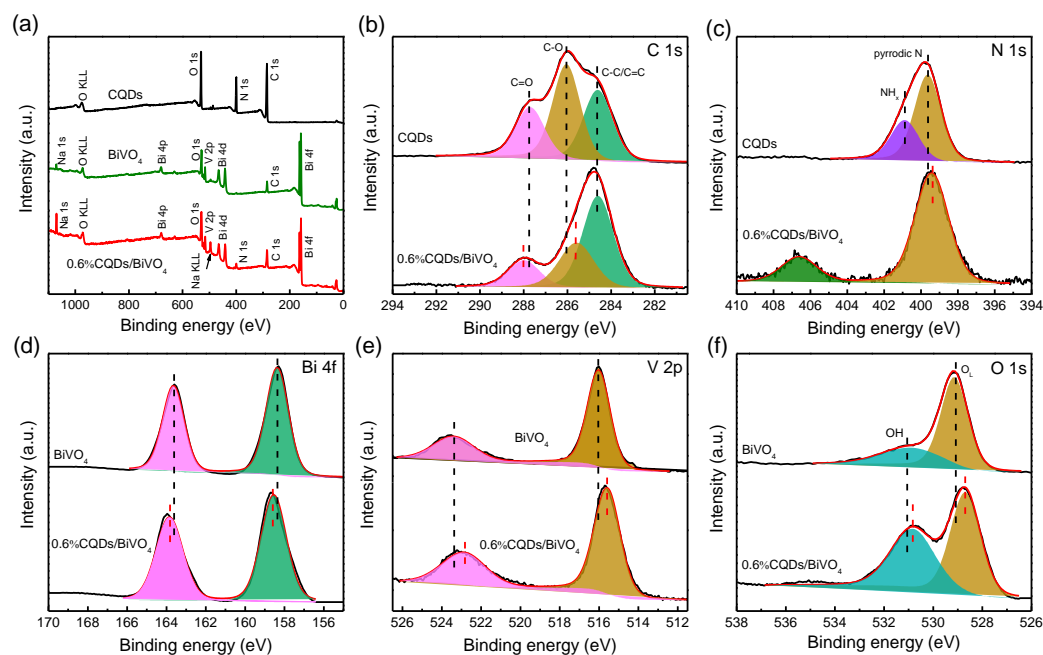 (a)
Intensity (a.u.)
O KLL
CQDs
O 1s
N 1s
C 1s
Na 1s
O KLL
BiVO₄
Bi 4p
O 1s
V 2p
Bi 4d
C 1s
Bi 4f
Na 1s
O KLL
Bi 4p
O 1s
V 2p
Bi 4d
N 1s
C 1s
Bi 4f
Na KLL
0.6%CQDs/BiVO₄
1000 800 600 400 200 0
Binding energy (eV)
(b)
C 1s
Intensity (a.u.)
C-O
C=O
C-C/C=C
CQDs
0.6%CQDs/BiVO₄
294 292 290 288 286 284 282
Binding energy (eV)
(c)
N 1s
Intensity (a.u.)
pyrrodic N
NHₓ
CQDs
0.6%CQDs/BiVO₄
410 408 406 404 402 400 398 396 394
Binding energy (eV)
(d)
Bi 4f
Intensity (a.u.)
BiVO₄
0.6%CQDs/BiVO₄
170 168 166 164 162 160 158 156
Binding energy (eV)
(e)
V 2p
Intensity (a.u.)
BiVO₄
0.6%CQDs/BiVO₄
526 524 522 520 518 516 514 512
Binding energy (eV)
(f)
O 1s
Intensity (a.u.)
O_L
OH
BiVO₄
0.6%CQDs/BiVO₄
538 536 534 532 530 528 526
Binding energy (eV)